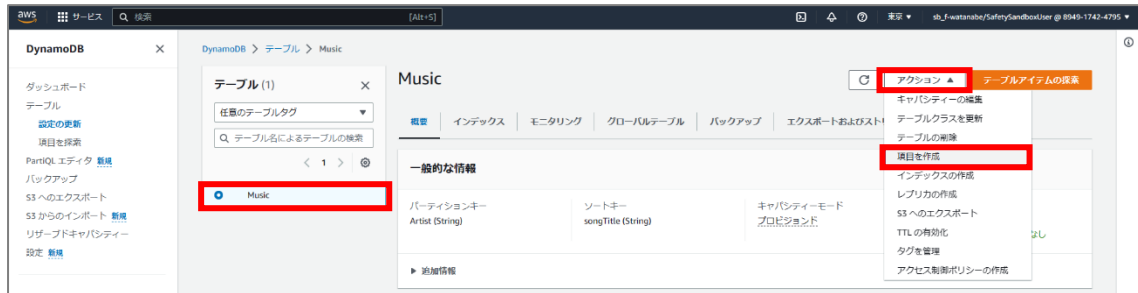 aws サービス 検索 [Alt+S] 東京 ▼ sb_f-watanabe/SafetySandboxUser @ 8949-1742-4795 ▼
DynamoDB ×
ダッシュボード
テーブル
設定の更新
項目を探索
PartiQL エディタ 新規
バックアップ
S3 へのエクスポート
S3 からのインポート 新規
リザーブドキャパシティー
設定 新規
DynamoDB > テーブル > Music
テーブル (1) ×
任意のテーブルタグ ▼
テーブル名によるテーブルの検索
< 1 >
Music
Music
アクション ▲ テーブルアイテムの探索
概要 インデックス モニタリング グローバルテーブル バックアップ エクスポートおよびストリ
一般的な情報
パーティションキー ソートキー キャパシティーモード
Artist (String) songTitle (String) プロビジョンド
なし
▶ 追加情報
キャパシティーの編集
テーブルクラスを更新
テーブルの削除
項目を作成
インデックスの作成
レプリカの作成
S3 へのエクスポート
TTL の有効化
タグを管理
アクセス制御ポリシーの作成